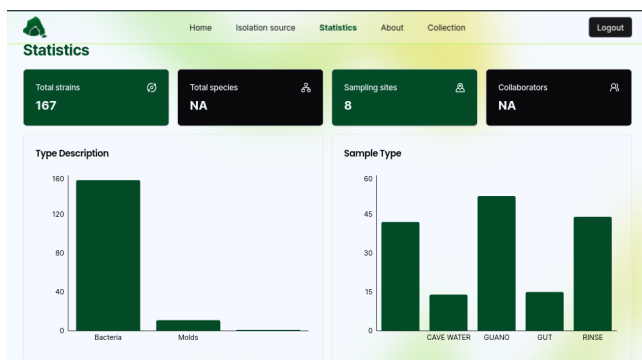 Home Isolation source Statistics About Collection Logout
Statistics
Total strains
167
Total species
NA
Sampling sites
8
Collaborators
NA
Type Description
160
120
80
40
0
Bacteria Molds
Sample Type
60
45
30
15
0
CAVE WATER GUANO GUT RINSE